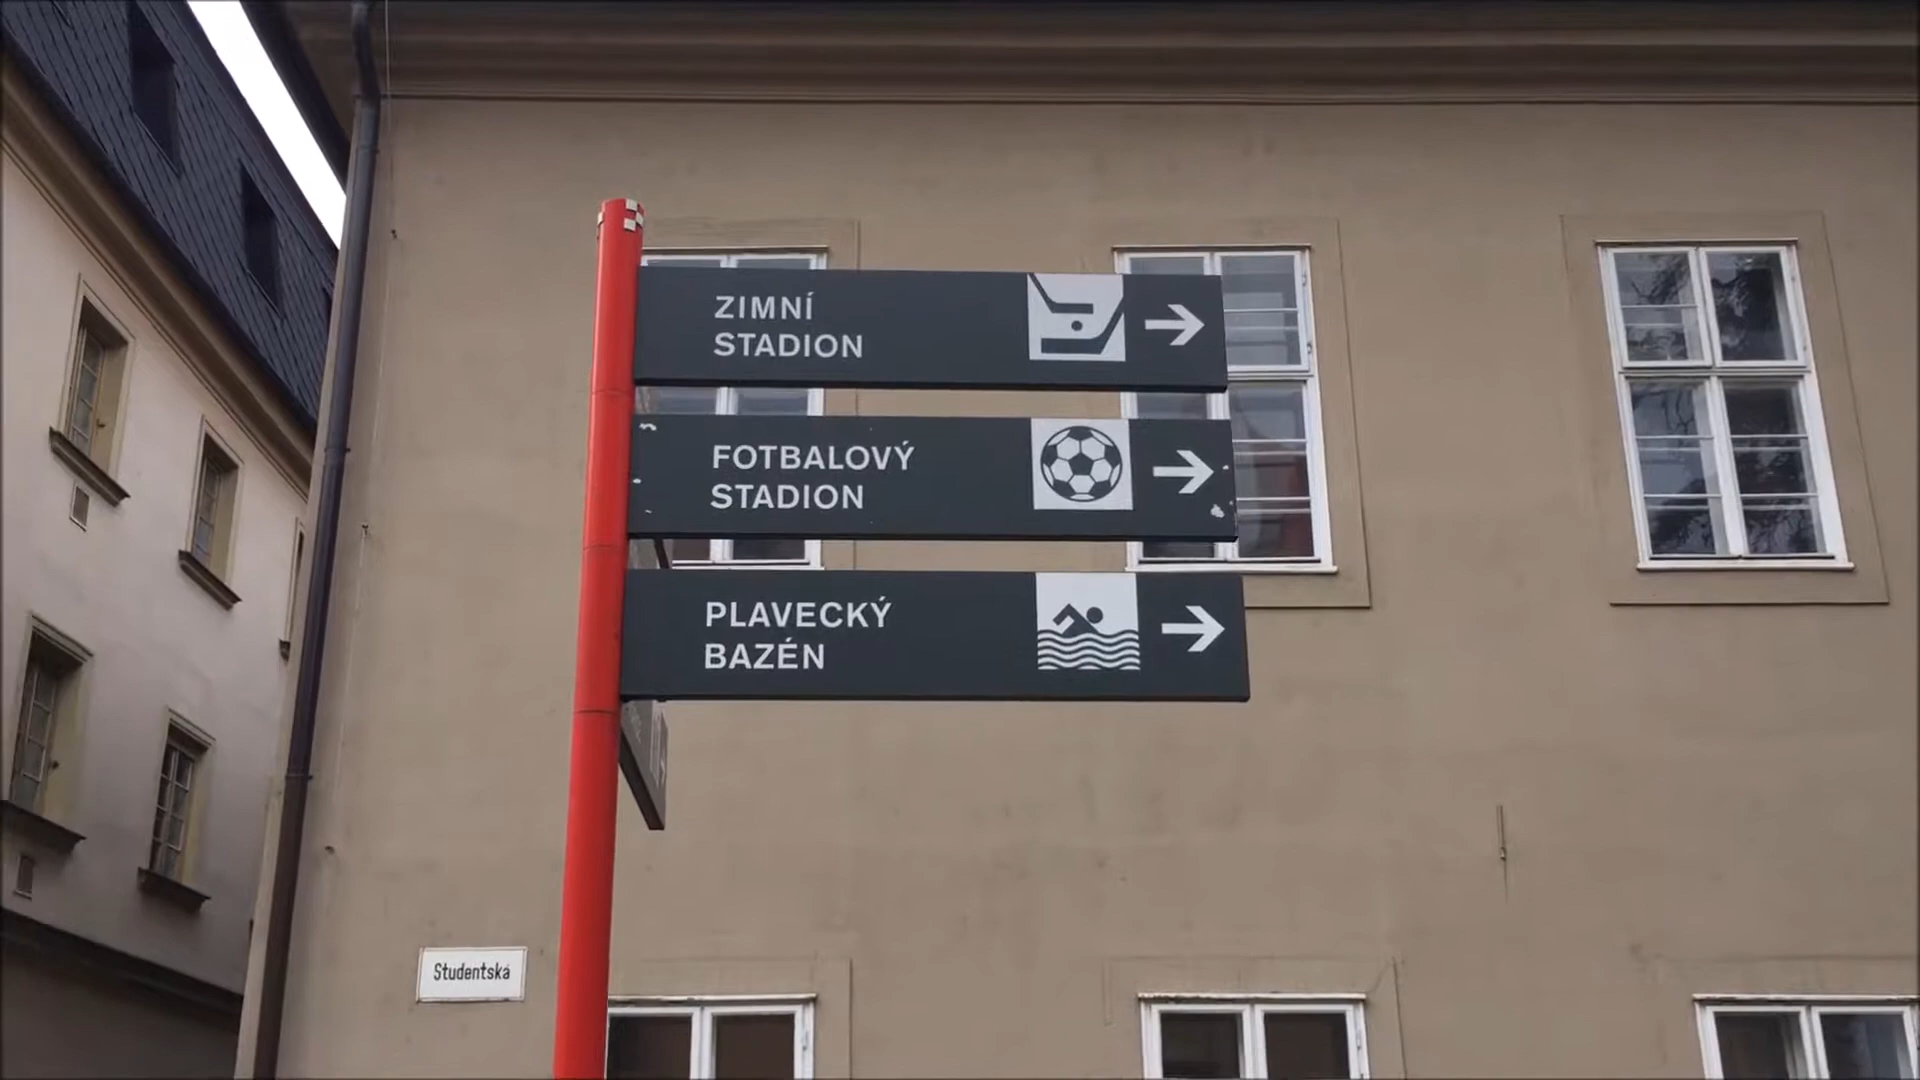 ZIMNÍ
STADION
FOTBALOVÝ
STADION
PLAVECKÝ
BAZÉN
Studentská